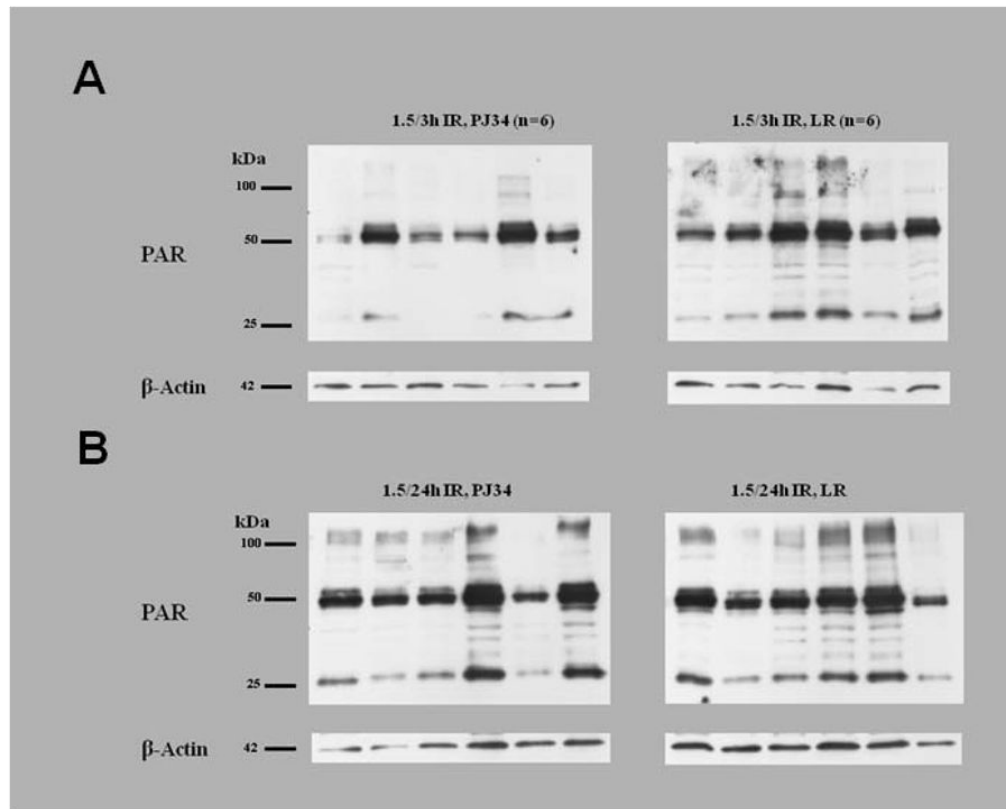 A
1.5/3h IR, PJ34 (n=6)
1.5/3h IR, LR (n=6)
kDa
100
50
PAR
25
β-Actin 42
B
1.5/24h IR, PJ34
1.5/24h IR, LR
kDa
100
50
PAR
25
β-Actin 42